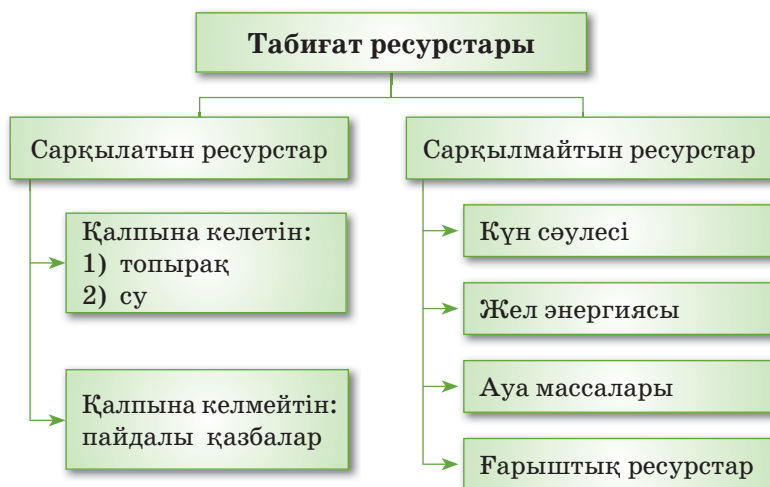 Табиғат ресурстары
Сарқылатын ресурстар
Қалпына келетін:
1) топырақ
2) су
Қалпына келмейтін:
пайдалы қазбалар
Сарқылмайтын ресурстар
Күн сәулесі
Жел энергиясы
Ауа массалары
Ғарыштық ресурстар